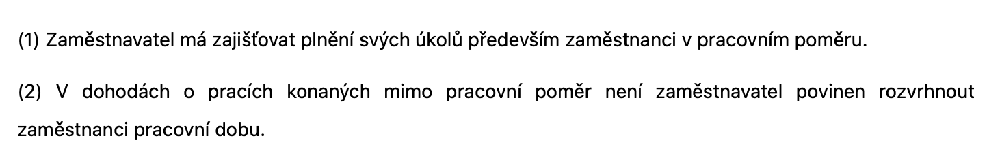 (1) Zaměstnavatel má zajišťovat plnění svých úkolů především zaměstnanci v pracovním poměru.
(2) V dohodách o pracích konaných mimo pracovní poměr není zaměstnavatel povinen rozvrhnout
zaměstnanci pracovní dobu.